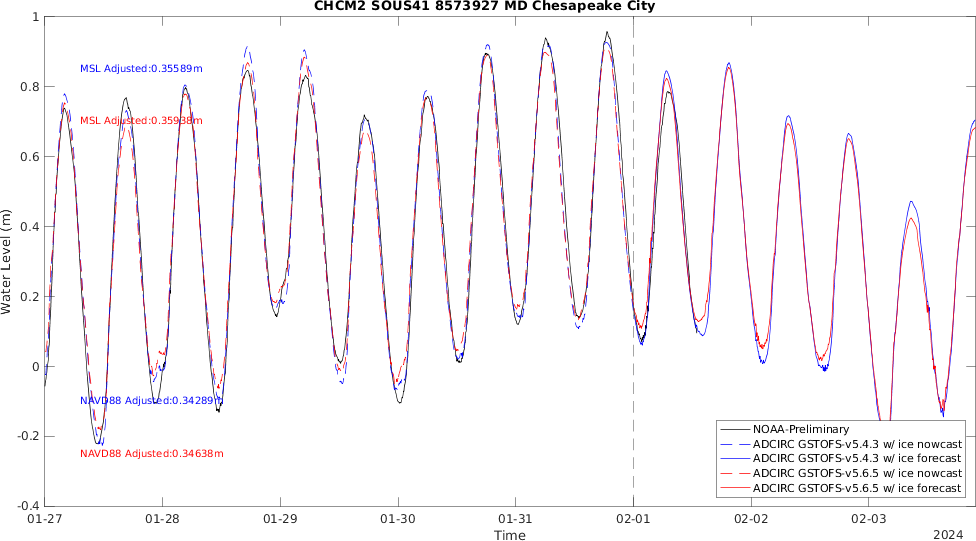 CHCM2 SOUS41 8573927 MD Chesapeake City
1
0.8
0.6
0.4
0.2
0
-0.2
-0.4
Water Level (m)
MSL Adjusted:0.35589m
MSL Adjusted:0.35938m
NAVD88 Adjusted:0.34289m
NAVD88 Adjusted:0.34638m
NOAA-Preliminary
ADCIRC GSTOFS-v5.4.3 w/ ice nowcast
ADCIRC GSTOFS-v5.4.3 w/ ice forecast
ADCIRC GSTOFS-v5.6.5 w/ ice nowcast
ADCIRC GSTOFS-v5.6.5 w/ ice forecast
01-27 01-28 01-29 01-30 01-31 02-01 02-02 02-03
Time
2024